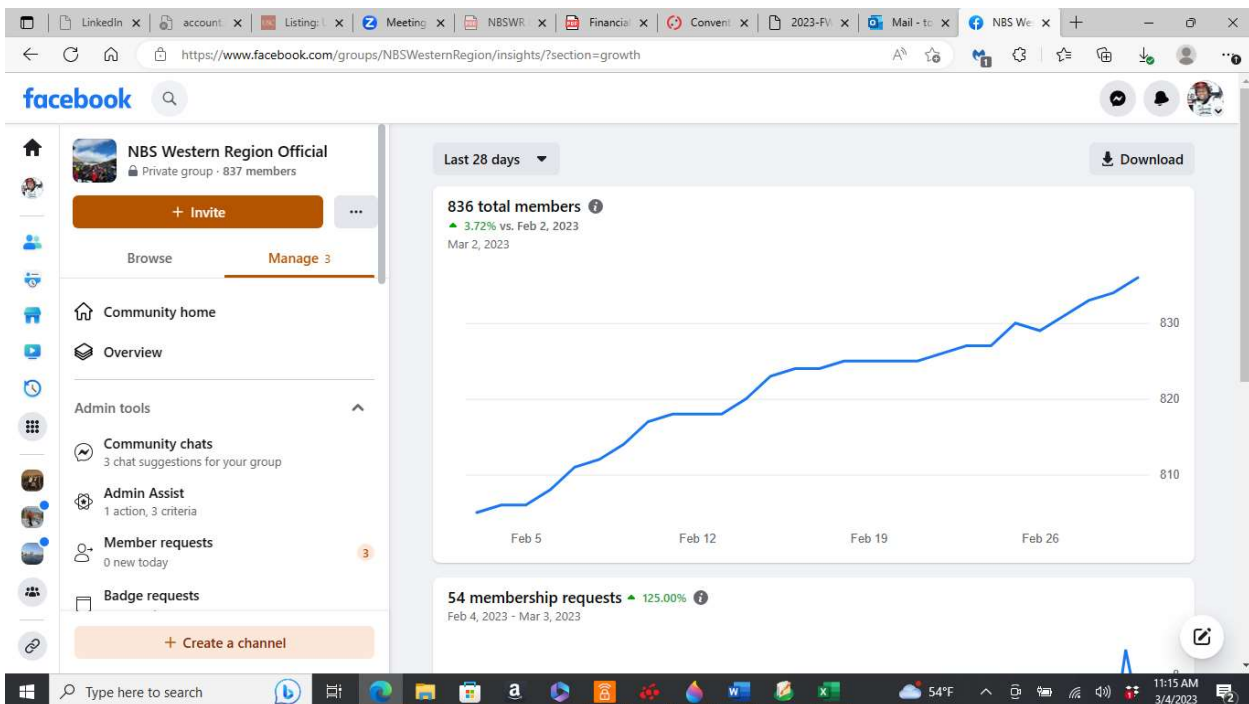 LinkedIn
account
Listing: L
Meeting
NBSWR
Financial
Convent
2023-FW
Mail - to
NBS We
https://www.facebook.com/groups/NBSWesternRegion/insights/?section=growth
1
facebook
NBS Western Region Official
Private group · 837 members
+ Invite
Browse
Manage 3
Community home
Overview
Admin tools
Community chats
3 chat suggestions for your group
Admin Assist
1 action, 3 criteria
Member requests
3
0 new today
Badge requests
+ Create a channel
Last 28 days
Download
836 total members
3.72% vs. Feb 2, 2023
Mar 2, 2023
830
820
810
Feb 5
Feb 12
Feb 19
Feb 26
54 membership requests 125.00%
Feb 4, 2023 - Mar 3, 2023
Type here to search
54°F
11:15 AM
3/4/2023
2